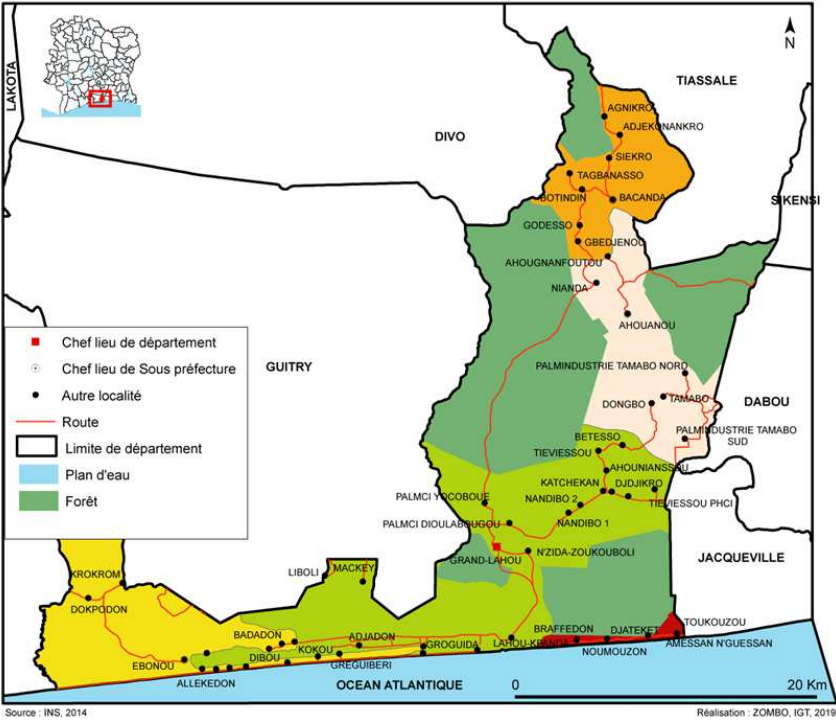 N
LAKOTA
TIASSALE
DIVO
SIKENSI
GUITRY
DABOU
JACQUEVILLE
AGNIKRO
ADJEKONANKRO
SIEKRO
TAGBANASSO
BOTINDIN
BACANDA
GODESSO
GBEDJENOU
AHOUGNANFOUTOU
NIANDA
AHOUANOU
PALMINDUSTRIE TAMABO NORD
TAMABO
DONGBO
PALMINDUSTRIE TAMABO
SUD
BETESSO
TIEVIESSOU
AHOUNIANSSOU
KATCHEKAN
DJDJIKRO
NANDIBO 2
TIEVIESSOU PHCI
PALMCI YOCOBOUE
NANDIBO 1
PALMCI DIOULABOUGOU
GRAND-LAHOU
N'ZIDA-ZOUKOUBOLI
Chef lieu de département
Chef lieu de Sous préfecture
Autre localité
Route
Limite de département
Plan d'eau
Forêt
KROKROM
DOKPODON
LIBOLI
MACKEY
BADADON
ADJADON
KOKOU
GROGUIDA
LAHOU-KPANDA
BRAFFEDON
DJATEKET
TOUKOUZOU
NOUMOUZON
AMESSAN N'GUESSAN
EBONOU
DIBOU
GREGUIBERI
ALLEKEDON
OCEAN ATLANTIQUE
0 20 Km
Source : INS, 2014
Réalisation : ZOMBO, IGT, 2019